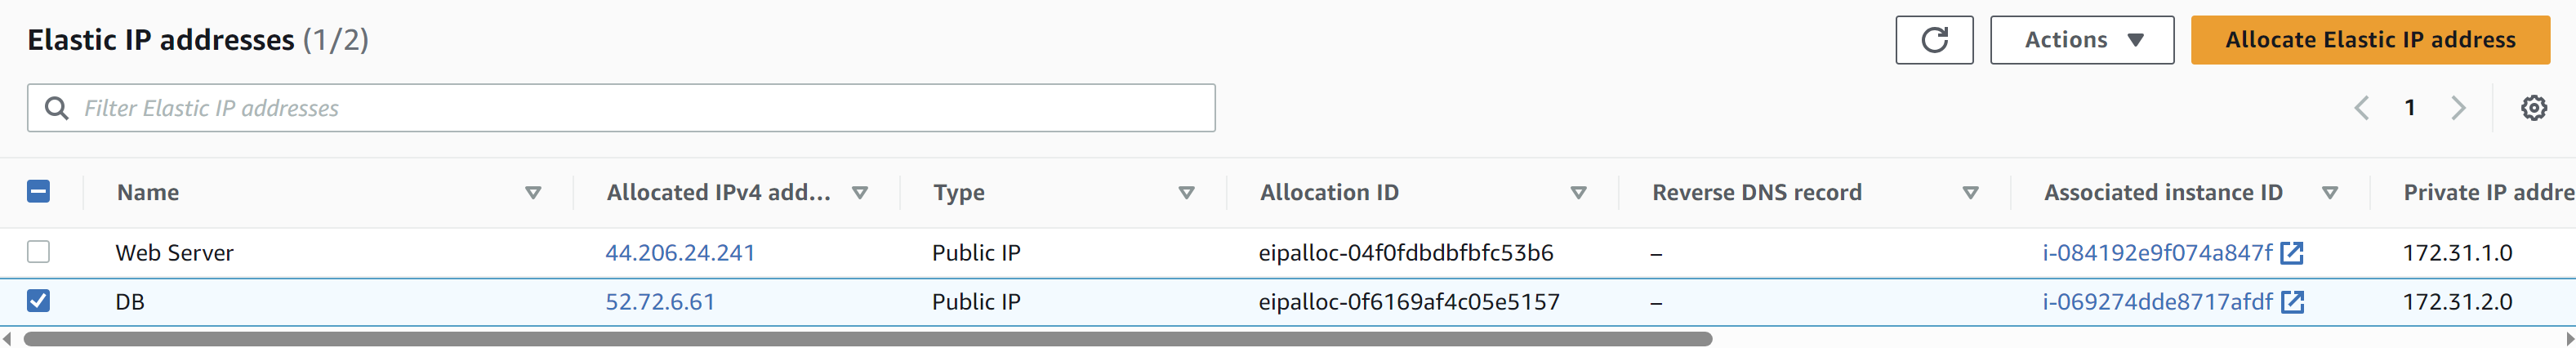 Elastic IP addresses (1/2)
Actions
Allocate Elastic IP address
Filter Elastic IP addresses
1
Name Allocated IPv4 add... Type Allocation ID Reverse DNS record Associated instance ID Private IP addre
Web Server 44.206.24.241 Public IP eipalloc-04f0fdbdbfbfc53b6 – i-084192e9f074a847f 172.31.1.0
DB 52.72.6.61 Public IP eipalloc-0f6169af4c05e5157 – i-069274dde8717afdf 172.31.2.0